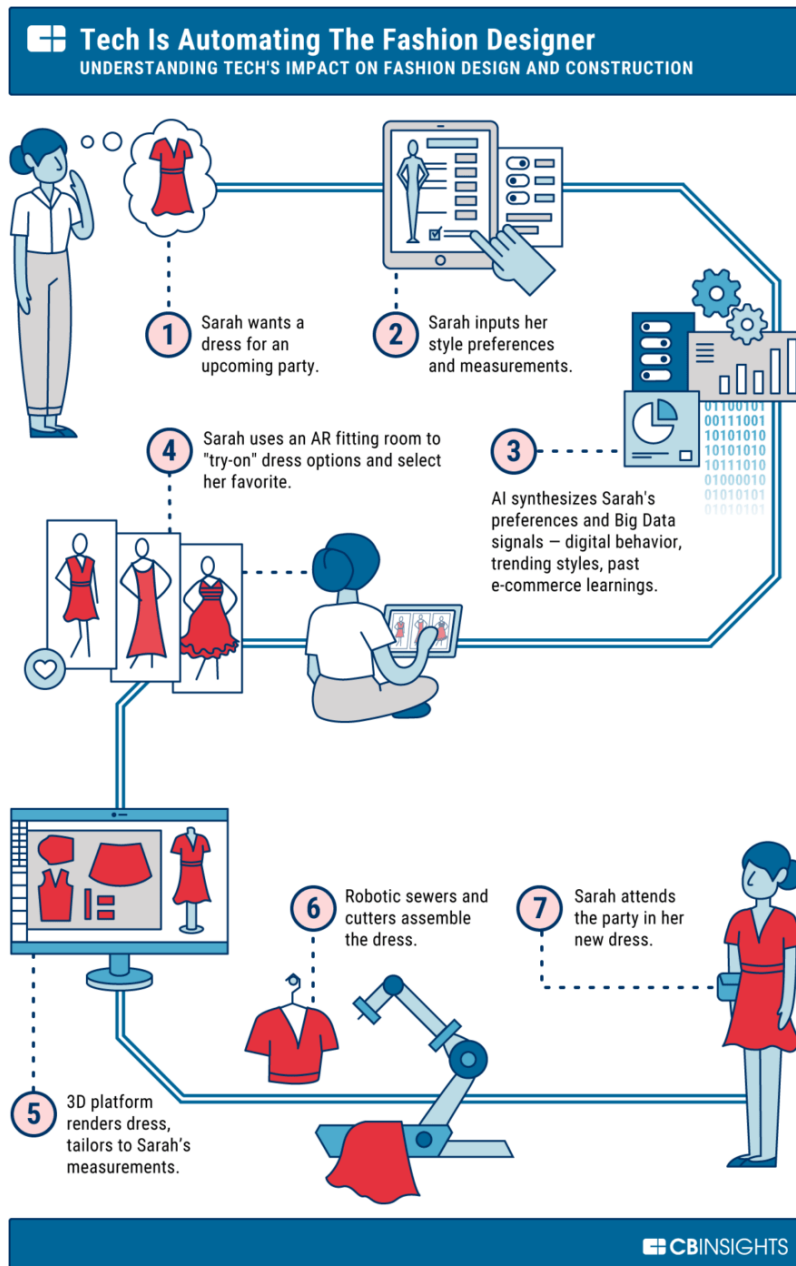 Tech Is Automating The Fashion Designer
UNDERSTANDING TECH'S IMPACT ON FASHION DESIGN AND CONSTRUCTION
1
Sarah wants a
dress for an
upcoming party.
2
Sarah inputs her
style preferences
and measurements.
01100101
00111001
10101010
10101010
10111010
01000010
01010101
01010101
3
AI synthesizes Sarah's
preferences and Big Data
signals — digital behavior,
trending styles, past
e-commerce learnings.
4
Sarah uses an AR fitting room to
"try-on" dress options and select
her favorite.
5
3D platform
renders dress,
tailors to Sarah's
measurements.
6
Robotic sewers and
cutters assemble
the dress.
7
Sarah attends
the party in her
new dress.
CBINSIGHTS